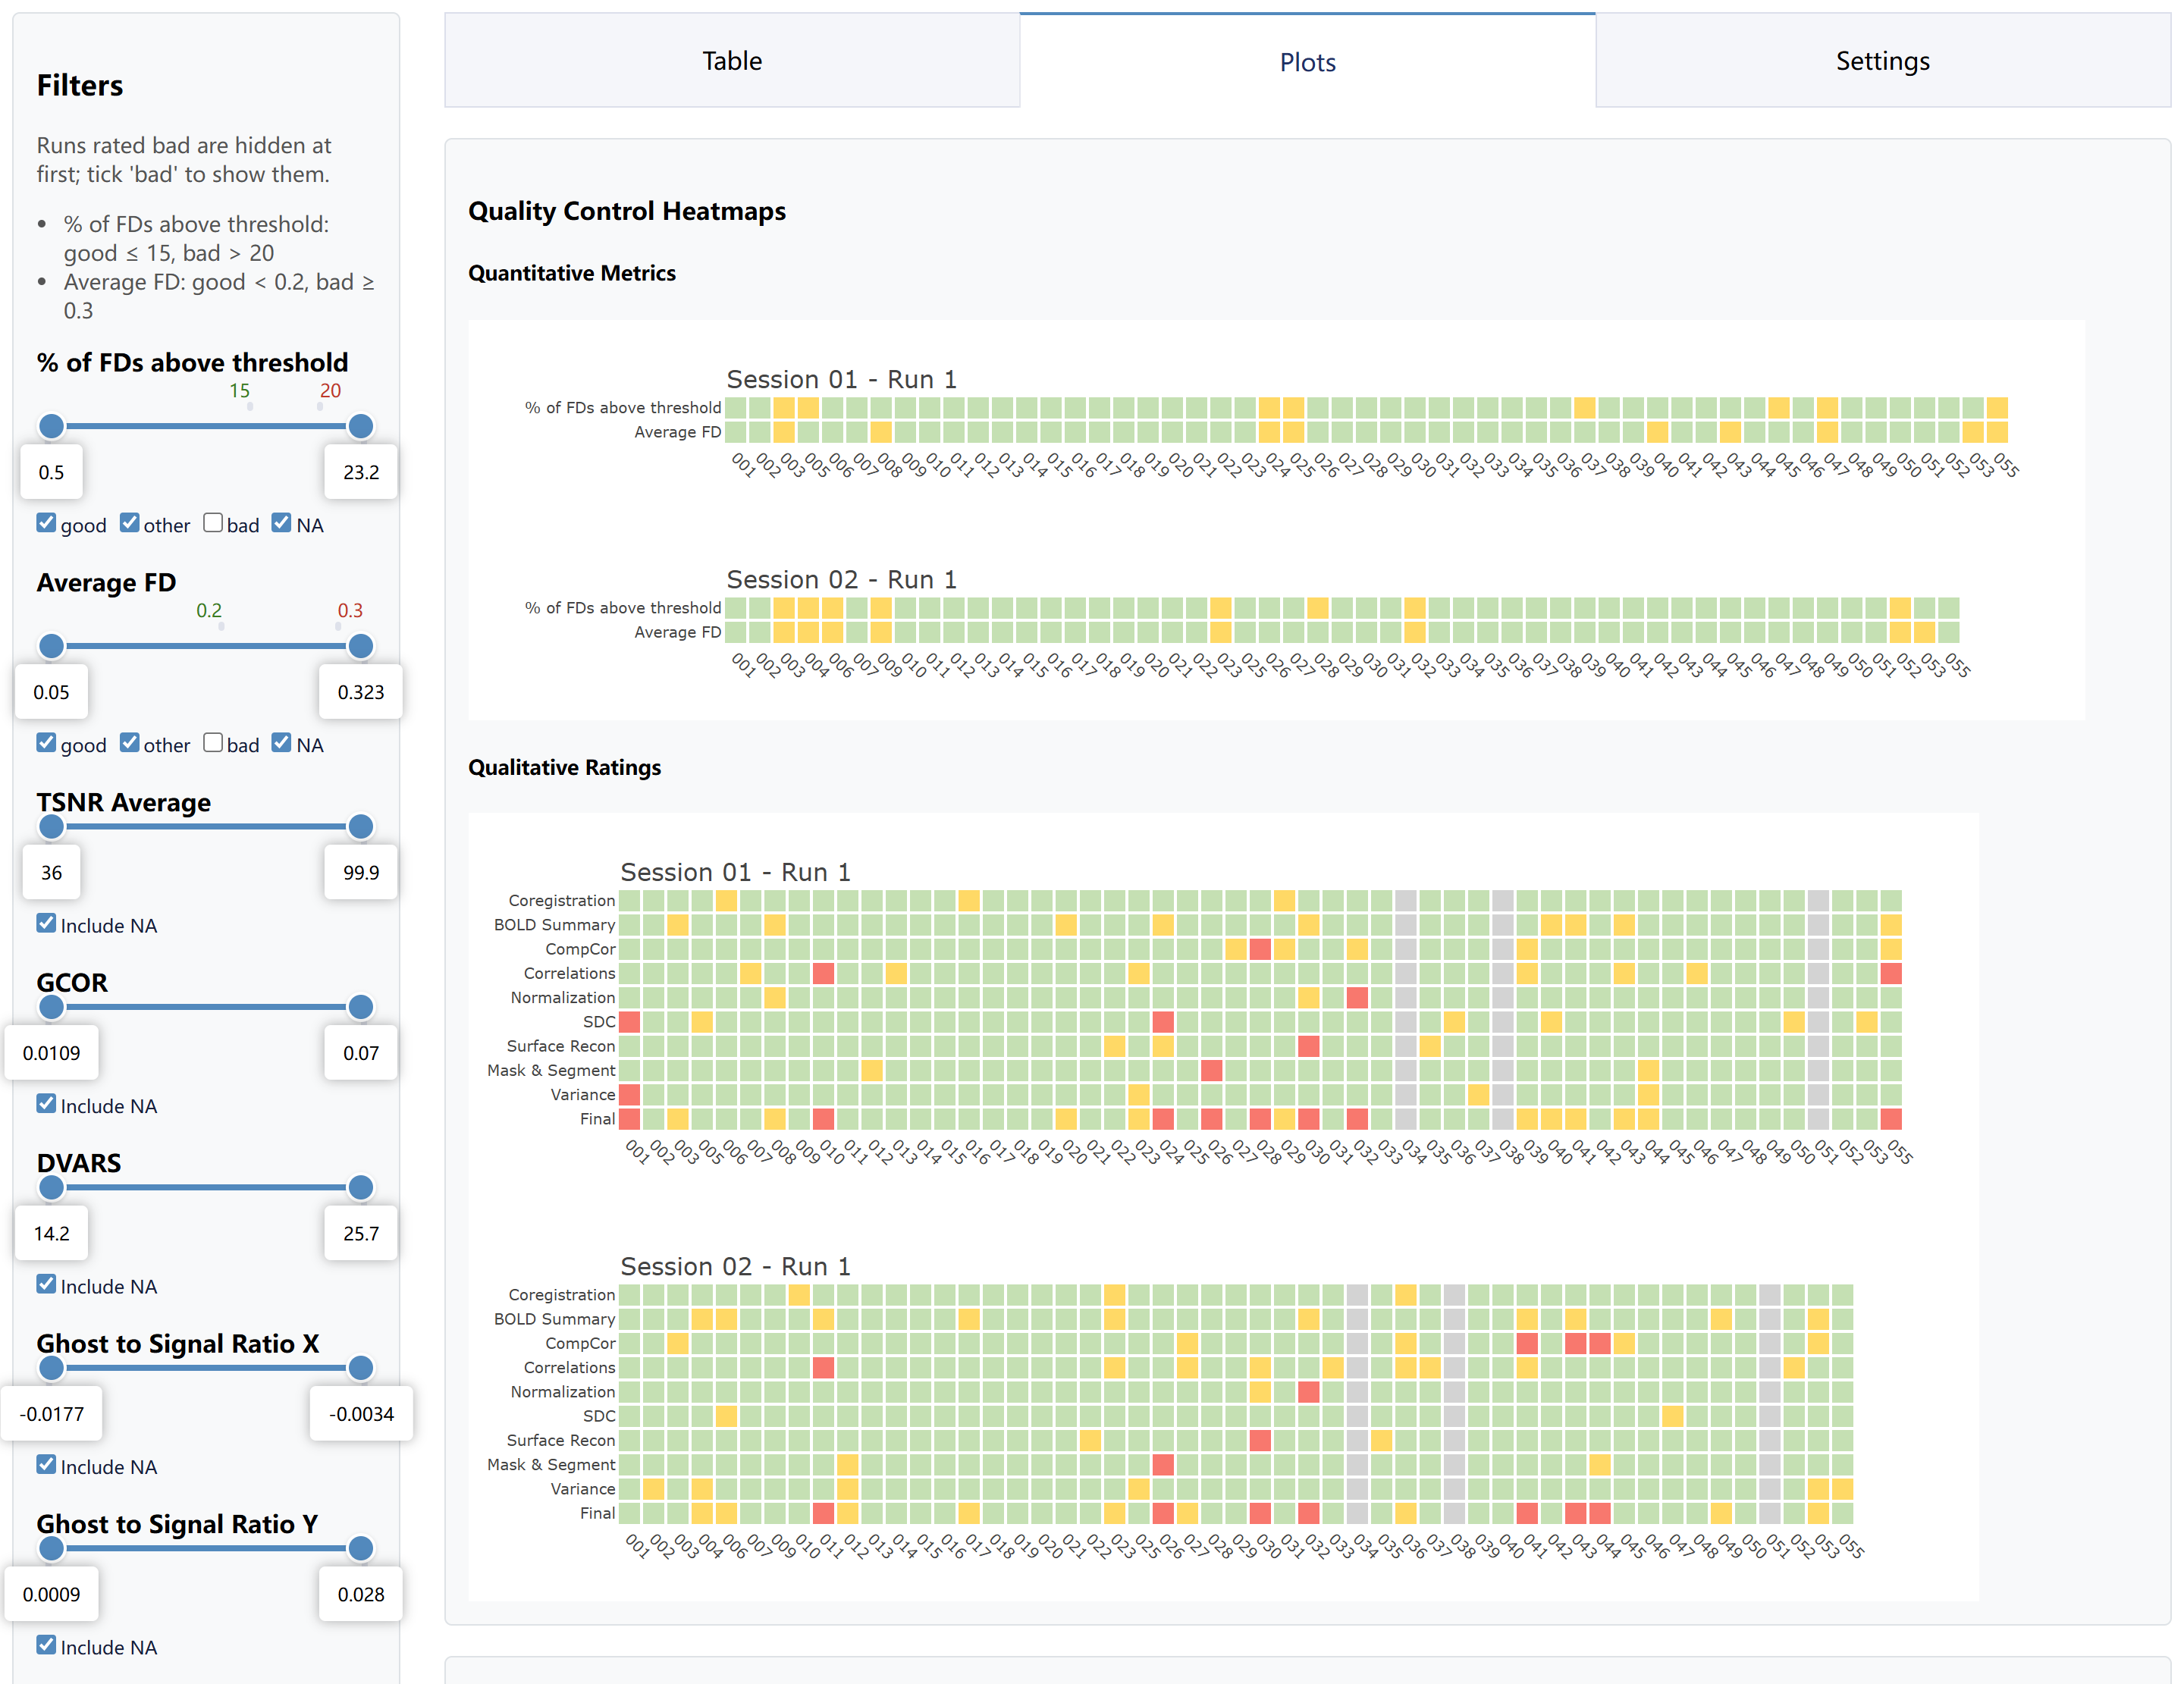 Filters
Runs rated bad are hidden at
first; tick 'bad' to show them.
• % of FDs above threshold:
good ≤ 15, bad > 20
• Average FD: good < 0.2, bad ≥
0.3
% of FDs above threshold
15 20
0.5 23.2
good other bad NA
Average FD
0.2 0.3
0.05 0.323
good other bad NA
TSNR Average
36 99.9
Include NA
GCOR
0.0109 0.07
Include NA
DVARS
14.2 25.7
Include NA
Ghost to Signal Ratio X
-0.0177 -0.0034
Include NA
Ghost to Signal Ratio Y
0.0009 0.028
Include NA
Table Plots Settings
Quality Control Heatmaps
Quantitative Metrics
Session 01 - Run 1
% of FDs above threshold
Average FD
001 002 003 005 006 007 008 009 010 011 012 013 014 015 016 017 018 019 020 021 022 023 024 025 026 027 028 029 030 031 032 033 034 035 036 037 038 039 040 041 042 043 044 045 046 047 048 049 050 051 052 053 055
Session 02 - Run 1
% of FDs above threshold
Average FD
001 002 003 004 006 007 009 010 011 012 013 014 015 016 017 018 019 020 021 022 023 025 026 027 028 029 030 031 032 033 034 035 036 037 038 039 040 041 042 043 044 045 046 047 048 049 050 051 052 053 055
Qualitative Ratings
Session 01 - Run 1
Coregistration
BOLD Summary
CompCor
Correlations
Normalization
SDC
Surface Recon
Mask & Segment
Variance
Final
001 002 003 005 006 007 008 009 010 011 012 013 014 015 016 017 018 019 020 021 022 023 024 025 026 027 028 029 030 031 032 033 034 035 036 037 038 039 040 041 042 043 044 045 046 047 048 049 050 051 052 053 055
Session 02 - Run 1
Coregistration
BOLD Summary
CompCor
Correlations
Normalization
SDC
Surface Recon
Mask & Segment
Variance
Final
001 002 003 004 006 007 009 010 011 012 013 014 015 016 017 018 019 020 021 022 023 025 026 027 028 029 030 031 032 033 034 035 036 037 038 039 040 041 042 043 044 045 046 047 048 049 050 051 052 053 055